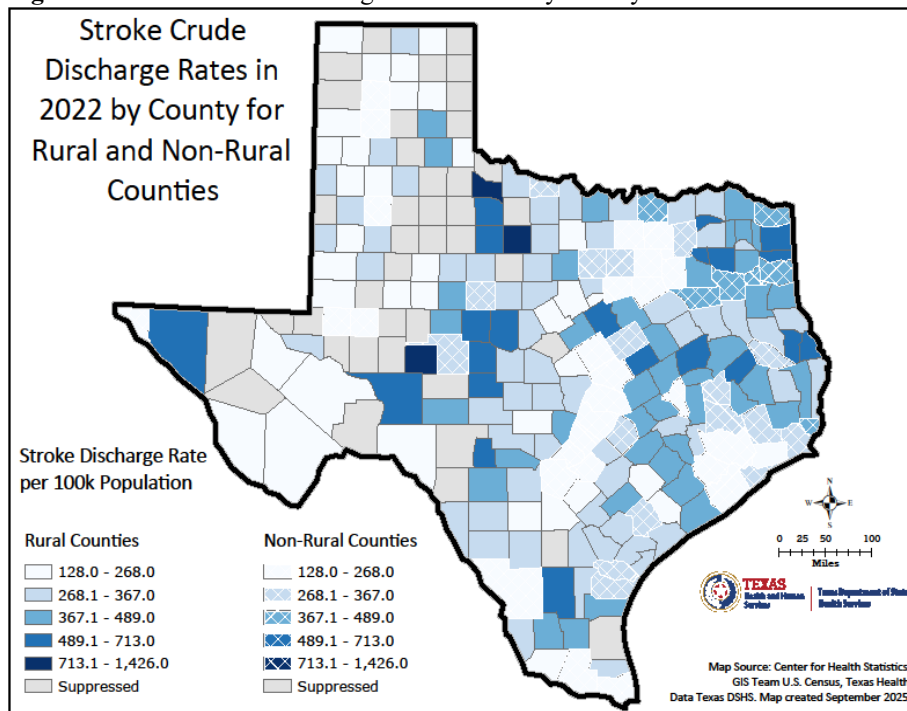 Stroke Crude
Discharge Rates in
2022 by County for
Rural and Non-Rural
Counties
Stroke Discharge Rate
per 100k Population
Rural Counties
128.0 - 268.0
268.1 - 367.0
367.1 - 489.0
489.1 - 713.0
713.1 - 1,426.0
Suppressed
Non-Rural Counties
128.0 - 268.0
268.1 - 367.0
367.1 - 489.0
489.1 - 713.0
713.1 - 1,426.0
Suppressed
N
W E
S
0 25 50 100
Miles
TEXAS
Health and Human
Services
Texas Department of State
Health Services
Map Source: Center for Health Statistics
GIS Team U.S. Census, Texas Health
Data Texas DSHS. Map created September 2025